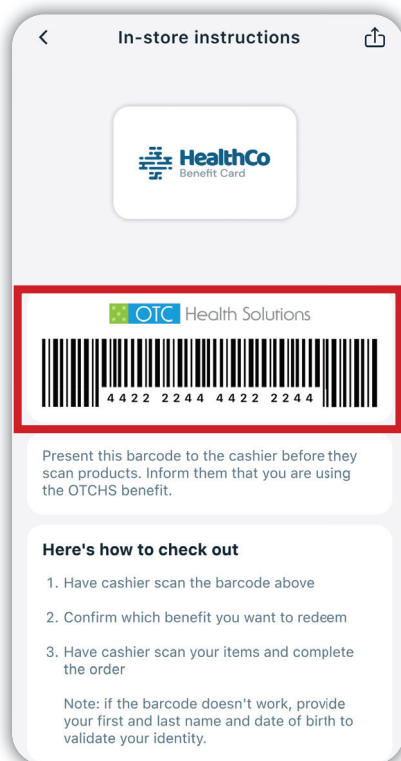 In-store instructions
HealthCo
Benefit Card
OTC Health Solutions
4422 2244 4422 2244
Present this barcode to the cashier before they
scan products. Inform them that you are using
the OTCHS benefit.
Here's how to check out
1. Have cashier scan the barcode above
2. Confirm which benefit you want to redeem
3. Have cashier scan your items and complete
the order
Note: if the barcode doesn't work, provide
your first and last name and date of birth to
validate your identity.